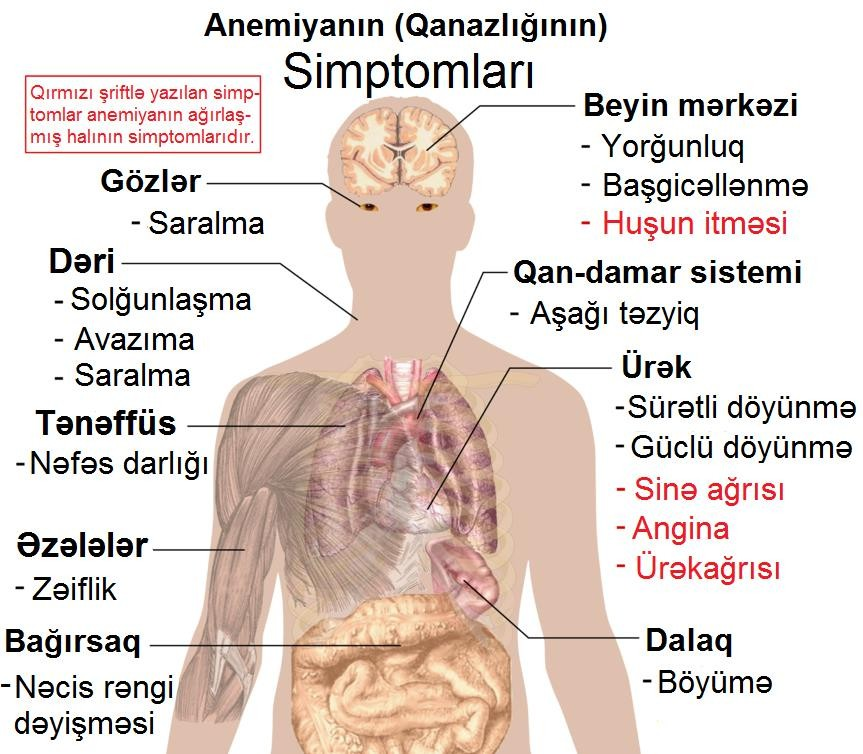 Anemiyanın (Qanazlığının)
Simptomları
Qırmızı şriftlə yazılan simp-
tomlar anemiyanın ağırlaş-
mış halının simptomlarıdır.
Gözlər
- Saralma
Dəri
- Solğunlaşma
- Avazıma
- Saralma
Tənəffüs
- Nəfəs darlığı
Əzələlər
- Zəiflik
Bağırsaq
- Nəcis rəngi
dəyişməsi
Beyin mərkəzi
- Yorğunluq
- Başgicəllənmə
- Huşun itməsi
Qan-damar sistemi
- Aşağı təzyiq
Ürək
- Sürətli döyünmə
- Güclü döyünmə
- Sinə ağrısı
- Angina
- Ürəkağrısı
Dalaq
- Böyümə